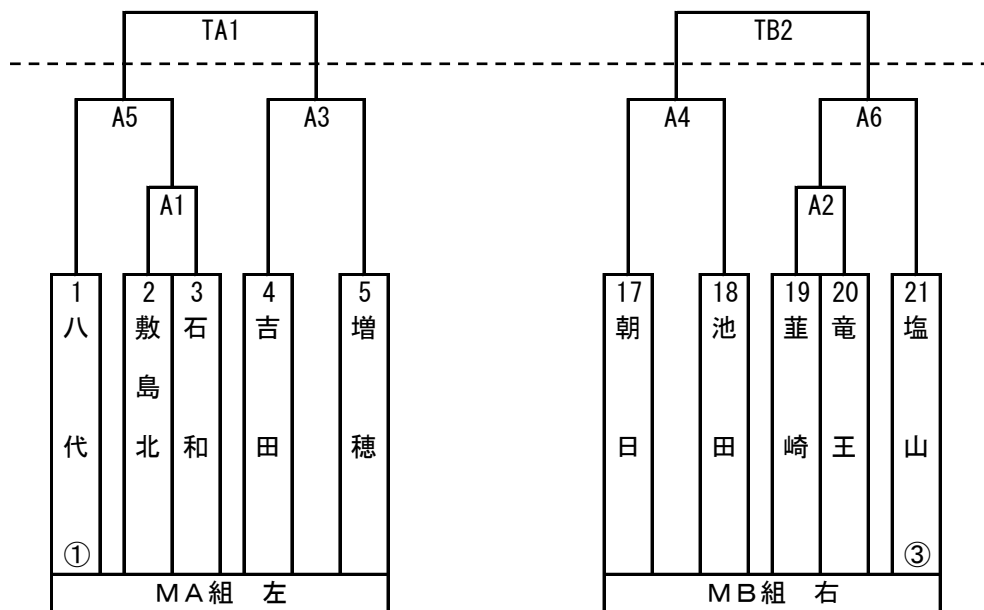 TA1 TB2
A5 A3 A4 A6
A1 A2
1 2 3 4 5 17 18 19 20 21
八代 ①
敷島北
石和
吉田
増穂
朝日
池田
韮崎
竜王
塩山 ③
MA組 左 MB組 右